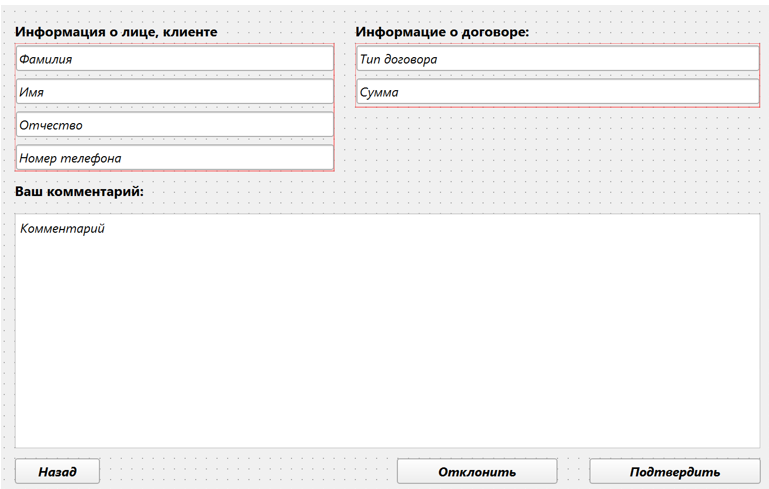 Информация о лице, клиенте
Фамилия
Имя
Отчество
Номер телефона
Информацие о договоре:
Тип договора
Сумма
Ваш комментарий:
Комментарий
Назад
Отклонить
Подтвердить